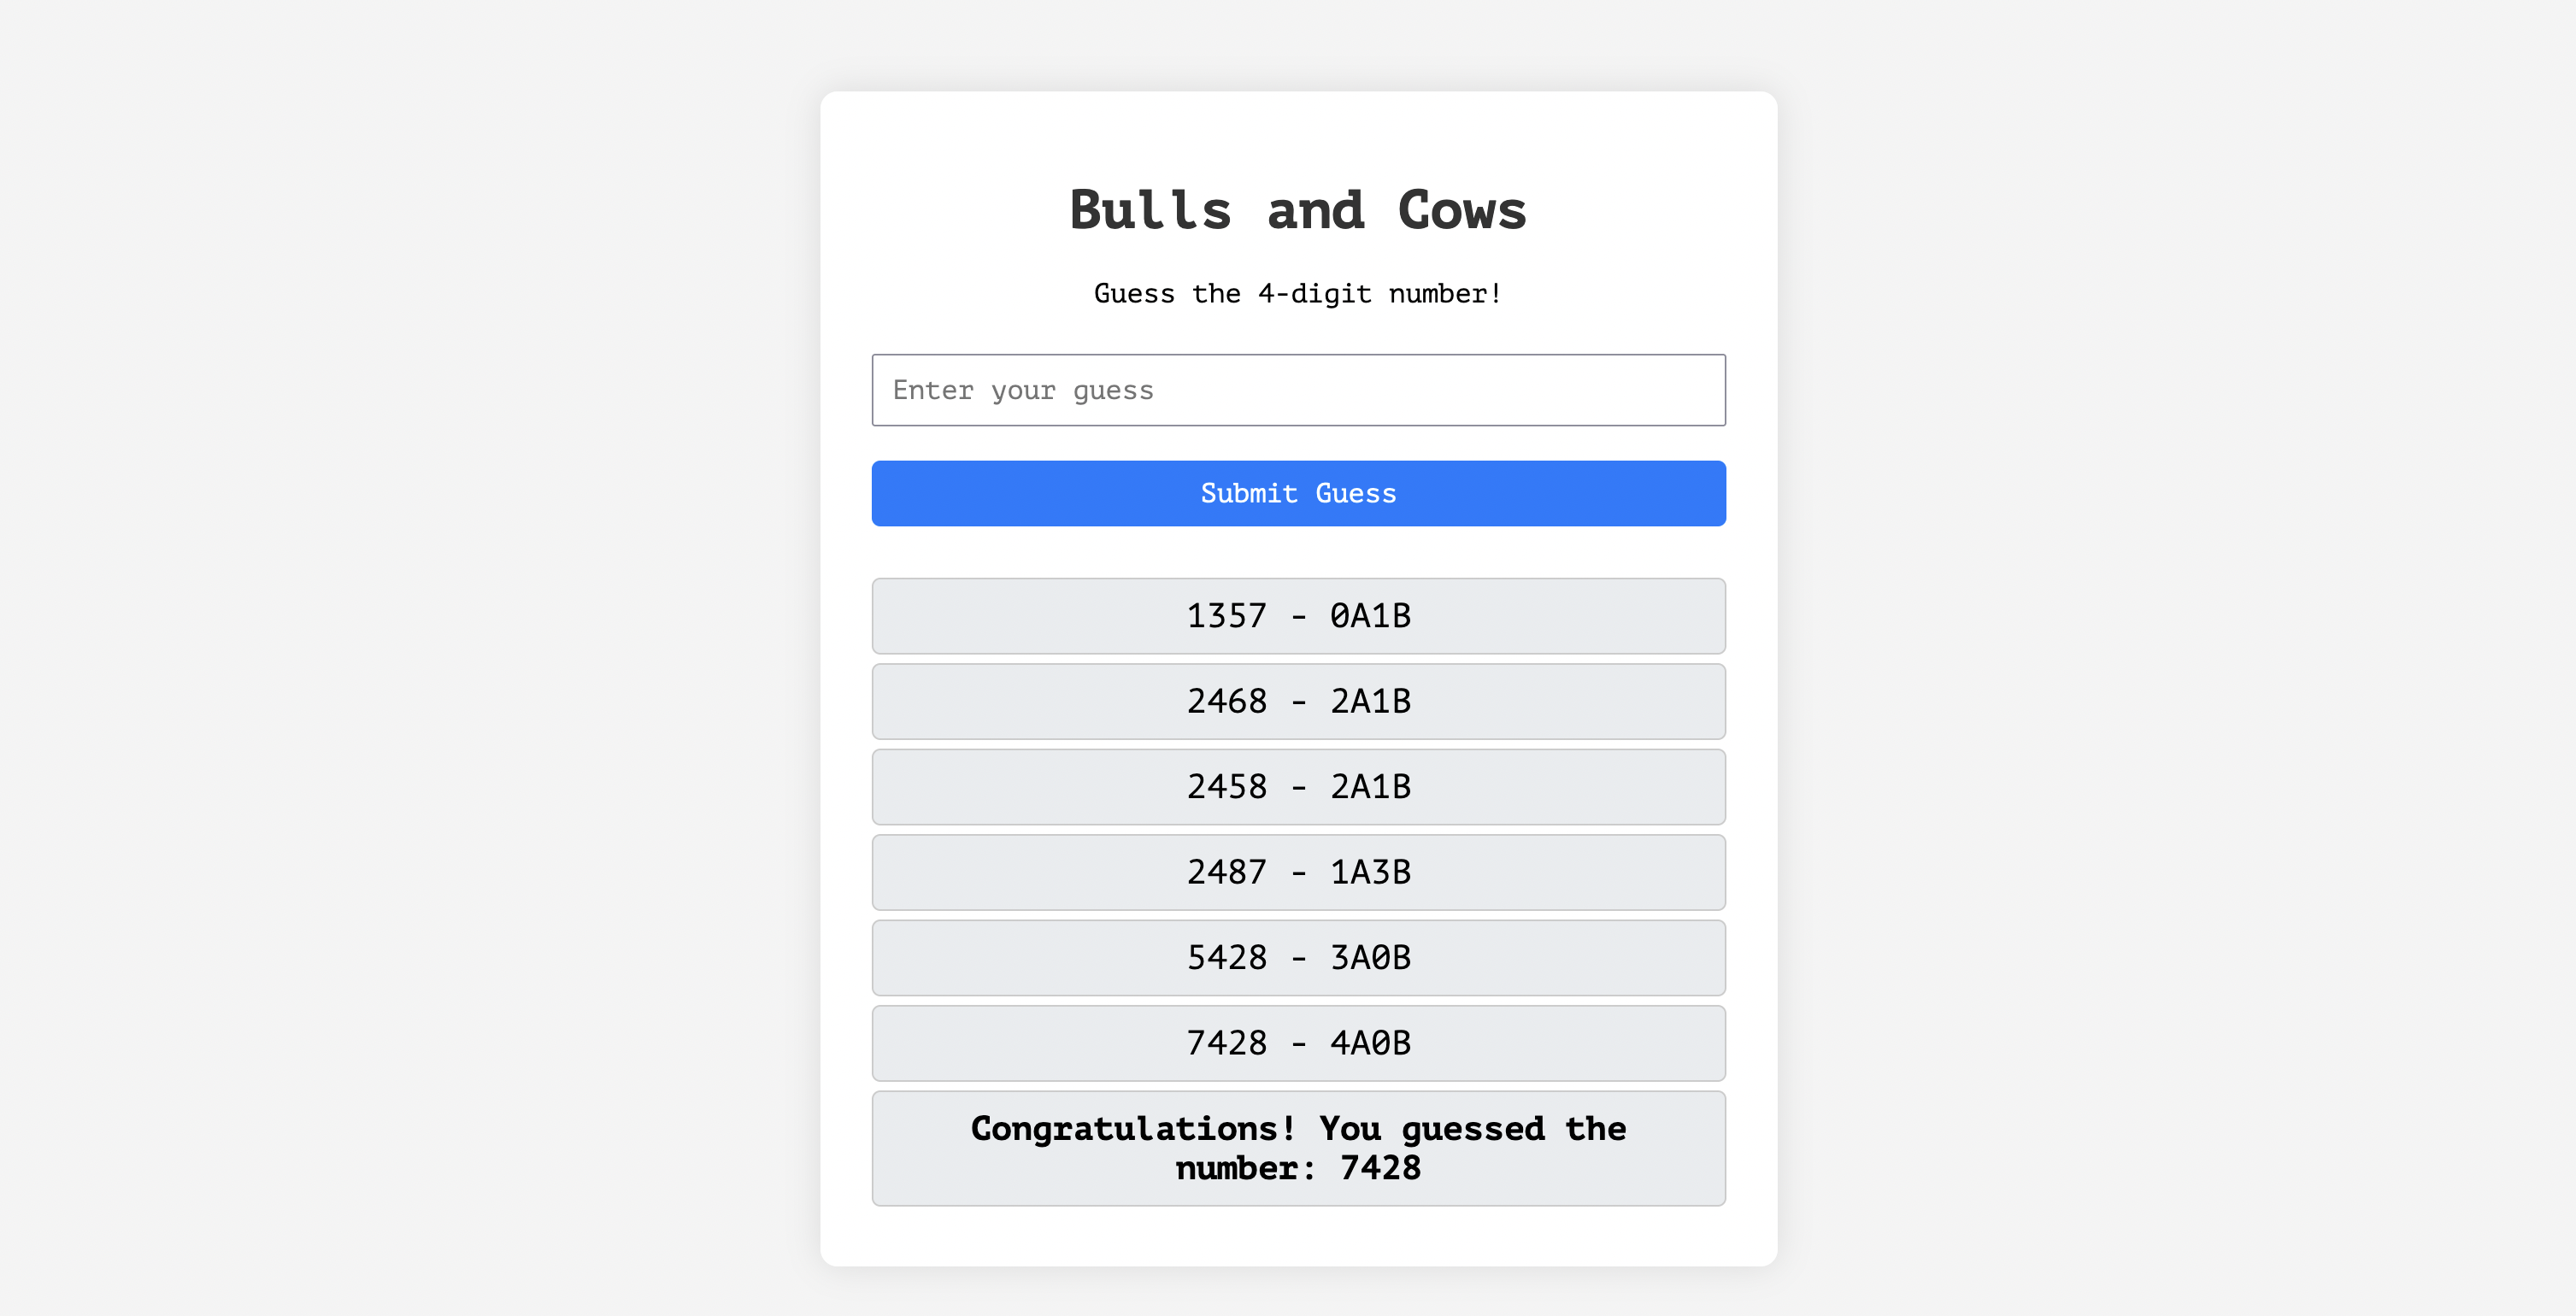 Bulls and Cows
Guess the 4-digit number!
Enter your guess
Submit Guess
1357 - 0A1B
2468 - 2A1B
2458 - 2A1B
2487 - 1A3B
5428 - 3A0B
7428 - 4A0B
Congratulations! You guessed the
number: 7428